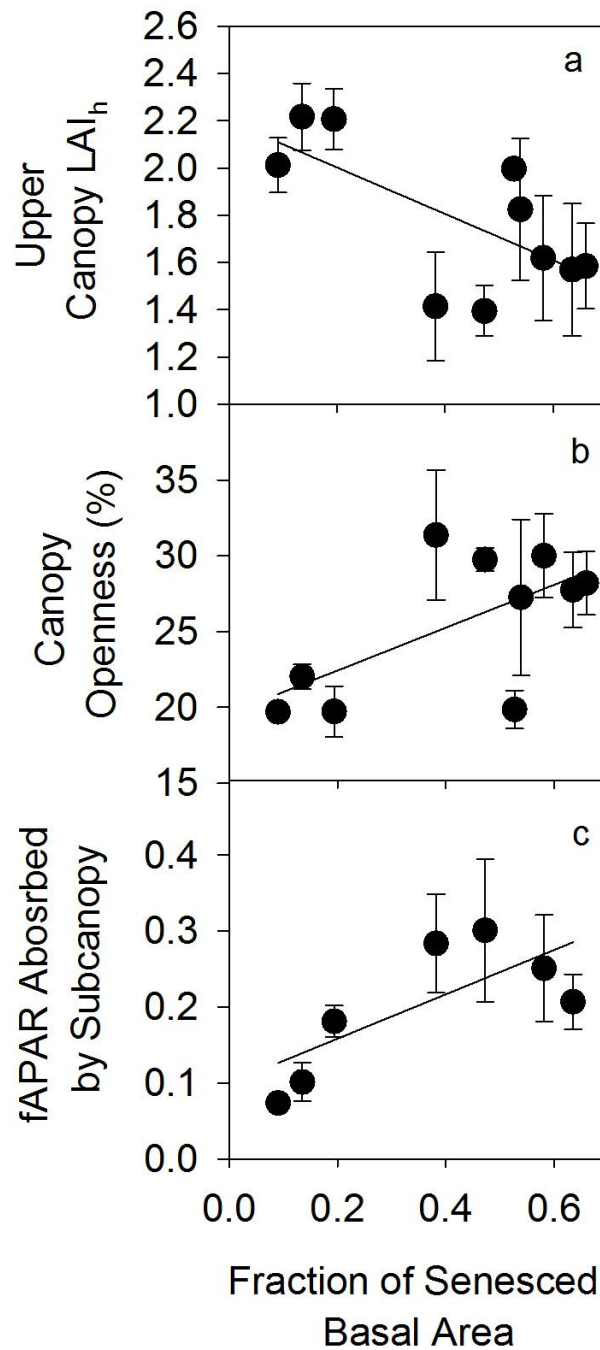 2.6
a
2.4
2.2
2.0
1.8
1.6
1.4
1.2
1.0
Upper
Canopy LAIh
b
35
30
25
20
15
Canopy
Openness (%)
c
0.4
0.3
0.2
0.1
0.0
fAPAR Abosrbed
by Subcanopy
0.0 0.2 0.4 0.6
Fraction of Senesced
Basal Area